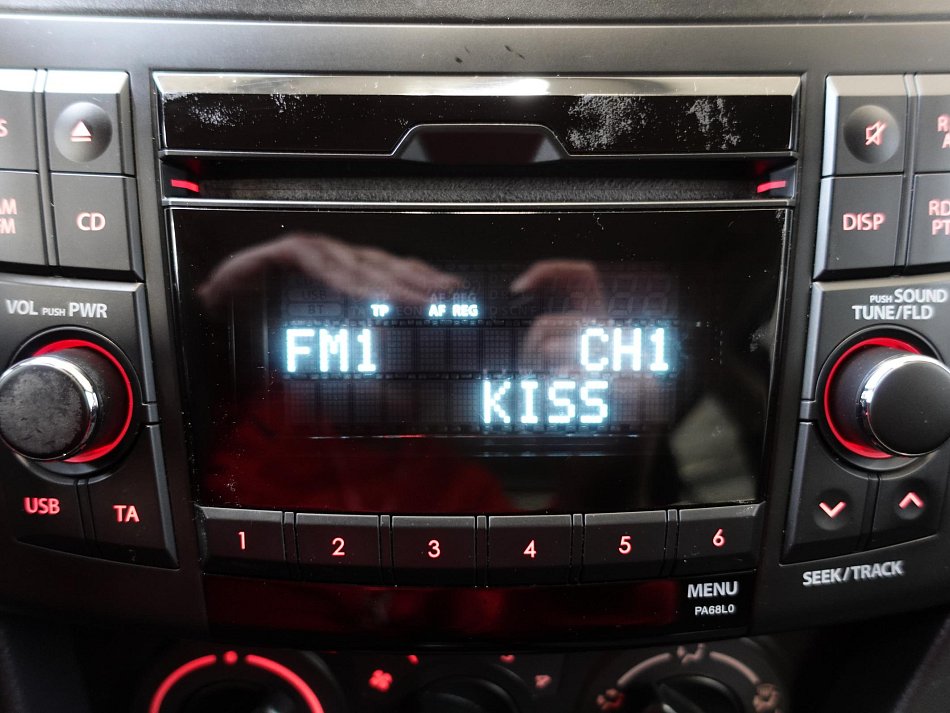 CD
DISP
VOL PUSH PWR
PUSH SOUND
TUNE/FLD
TP AF REG
FM1 CH1
KISS
USB TA
1 2 3 4 5 6
SEEK/TRACK
MENU
PA68L0